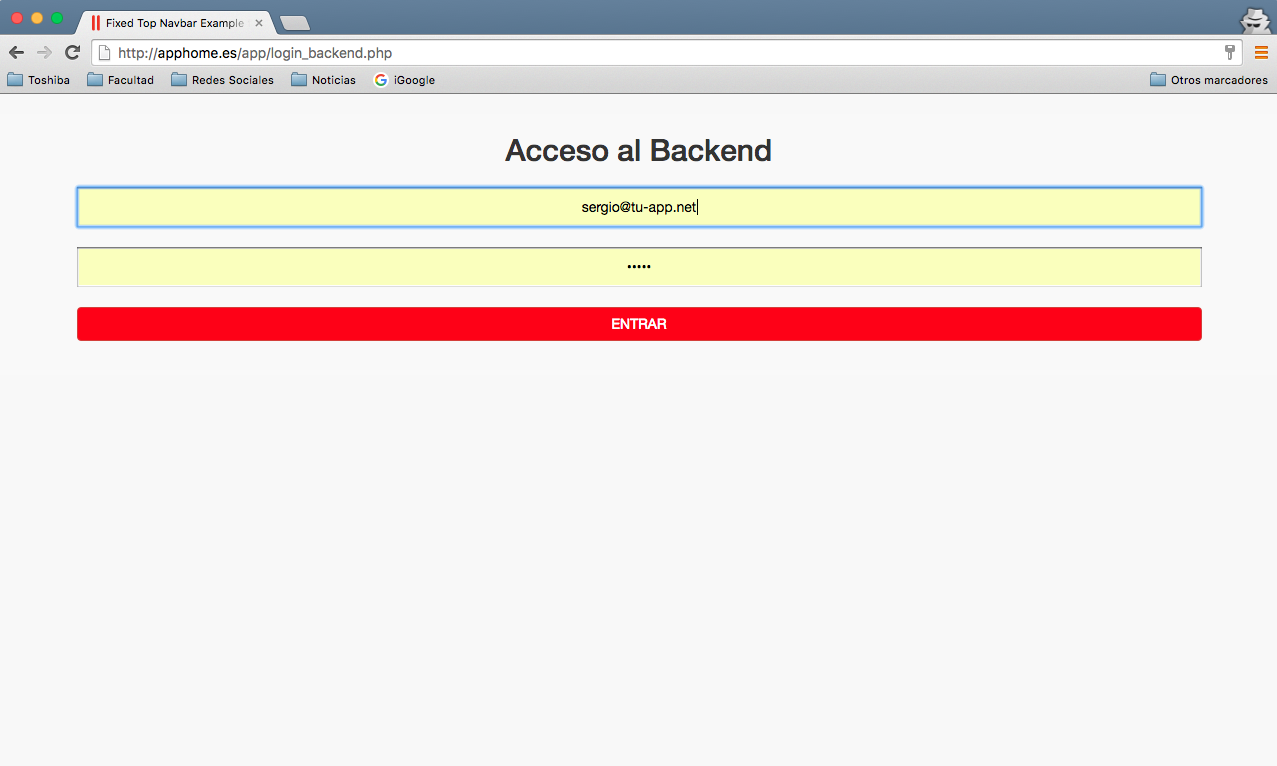 Fixed Top Navbar Example
http://apphome.es/app/login_backend.php
Toshiba Facultad Redes Sociales Noticias iGoogle Otros marcadores
Acceso al Backend
sergio@tu-app.net
•••••
ENTRAR